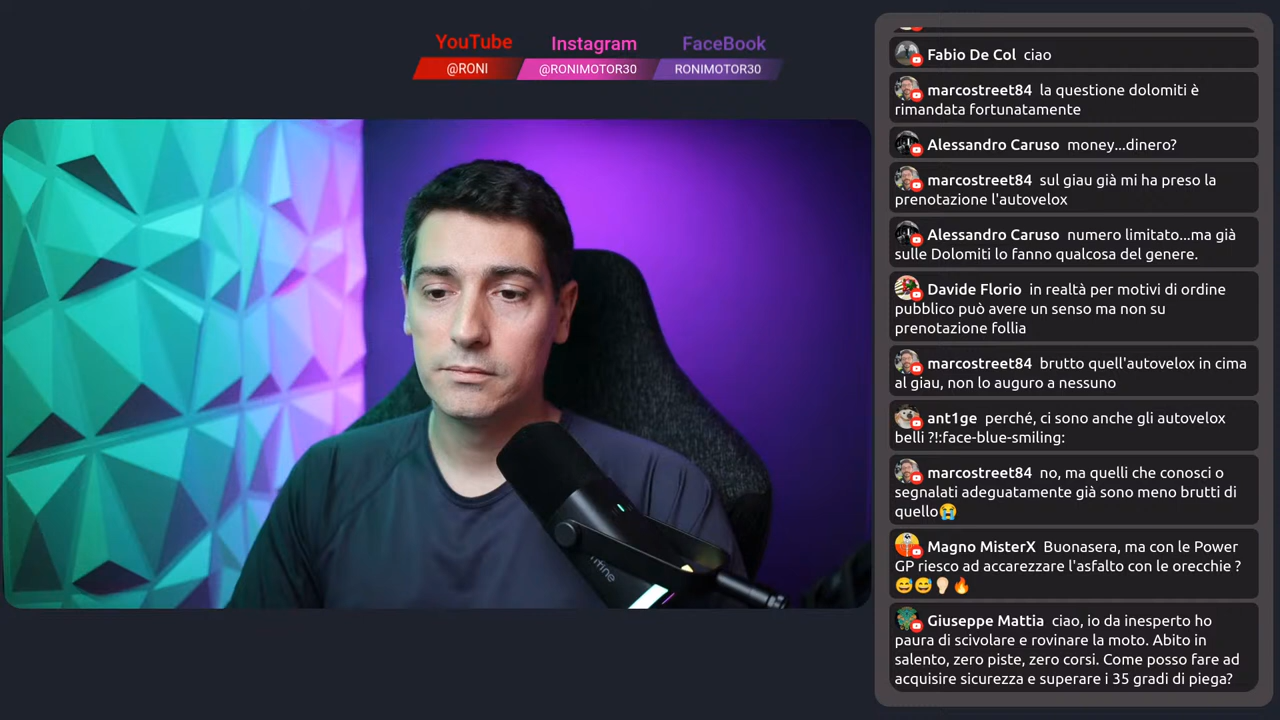 YouTube
Instagram
FaceBook
@RONI
@RONIMOTOR30
RONIMOTOR30
Fabio De Col ciao
marcostreet84 la questione dolomiti è
rimandata fortunatamente
Alessandro Caruso money...dinero?
marcostreet84 sul giau già mi ha preso la
prenotazione l'autovelox
Alessandro Caruso numero limitato...ma già
sulle Dolomiti lo fanno qualcosa del genere.
Davide Florio in realtà per motivi di ordine
pubblico può avere un senso ma non su
prenotazione follia
marcostreet84 brutto quell'autovelox in cima
al giau, non lo auguro a nessuno
ant1ge perché, ci sono anche gli autovelox
belli ?!:face-blue-smiling:
marcostreet84 no, ma quelli che conosci o
segnalati adeguatamente già sono meno brutti di
quello😭
Magno MisterX Buonasera, ma con le Power
GP riesco ad accarezzare l'asfalto con le orecchie ?
😅😅👂🏻🔥
Giuseppe Mattia ciao, io da inesperto ho
paura di scivolare e rovinare la moto. Abito in
salento, zero piste, zero corsi. Come posso fare ad
acquisire sicurezza e superare i 35 gradi di piega?